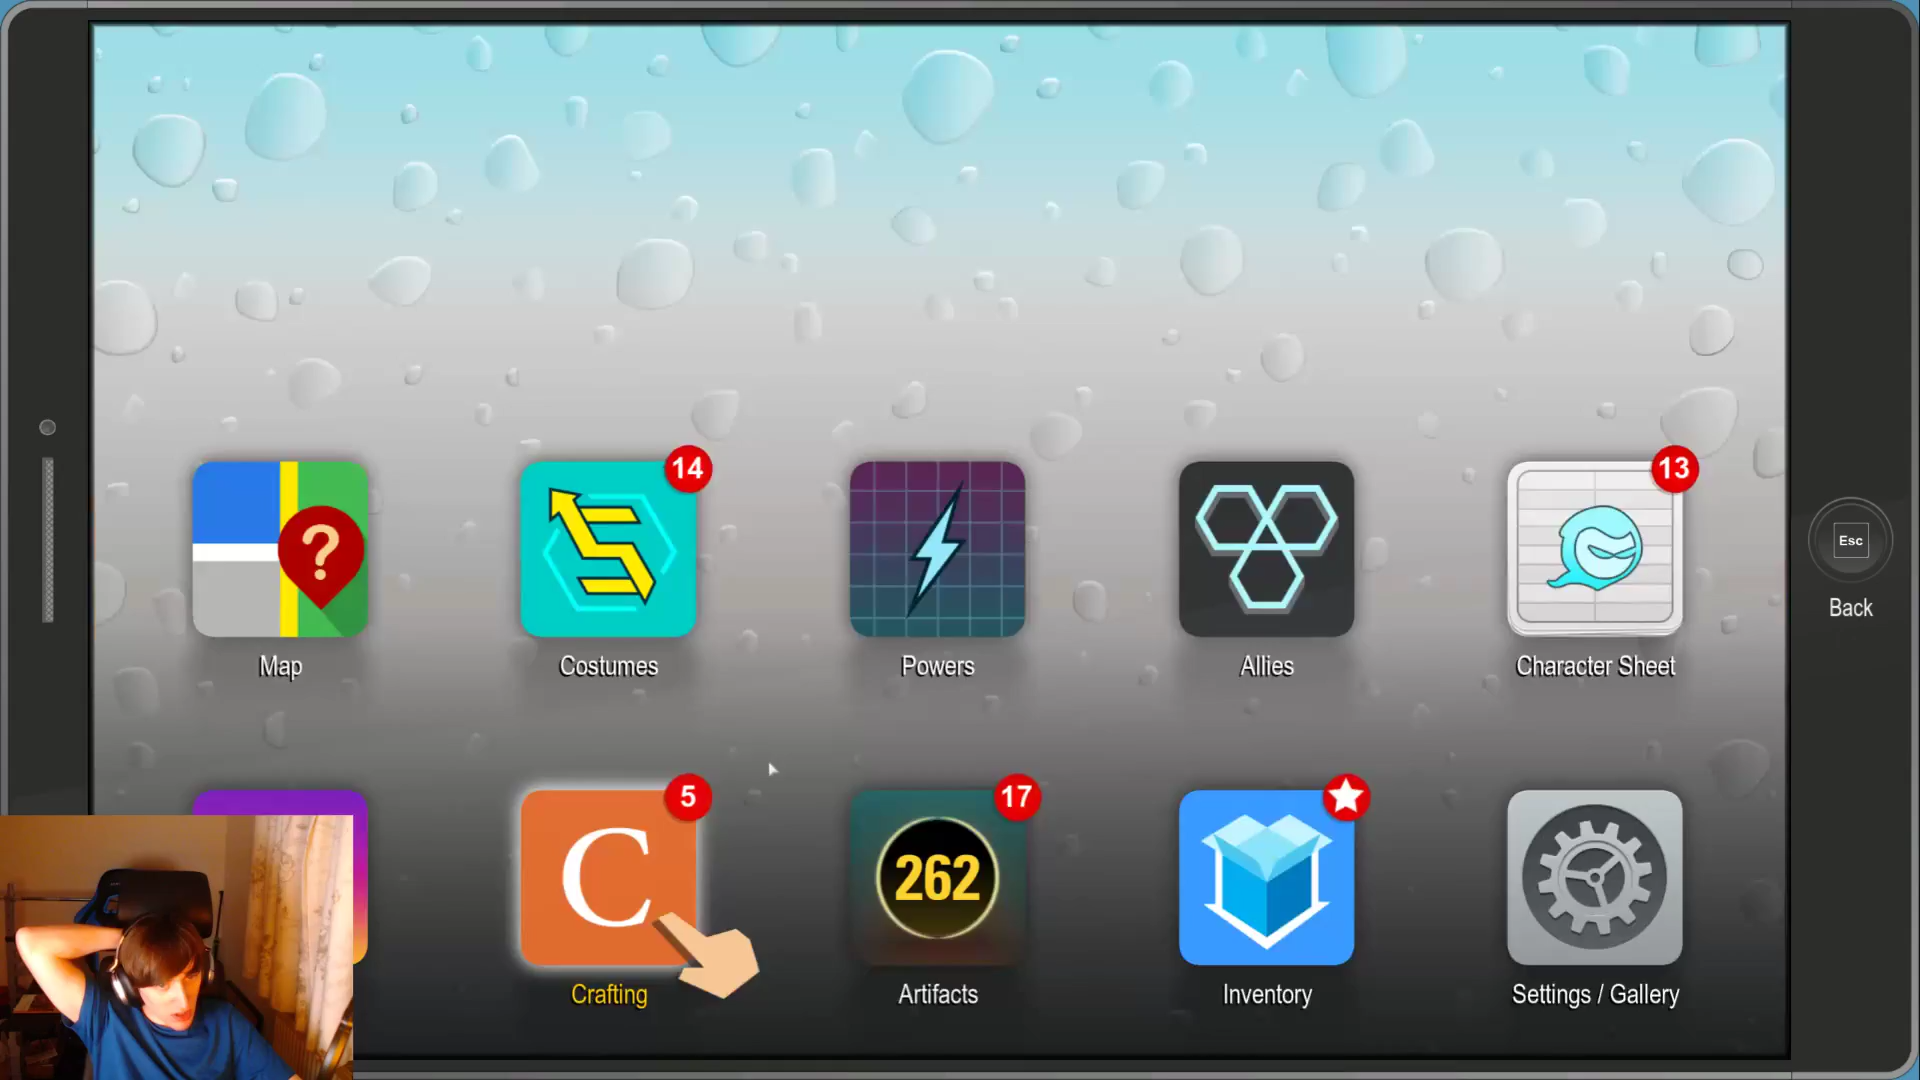 14
13
?
Esc
Back
Map
Costumes
Powers
Allies
Character Sheet
5
17
C
262
Crafting
Artifacts
Inventory
Settings / Gallery